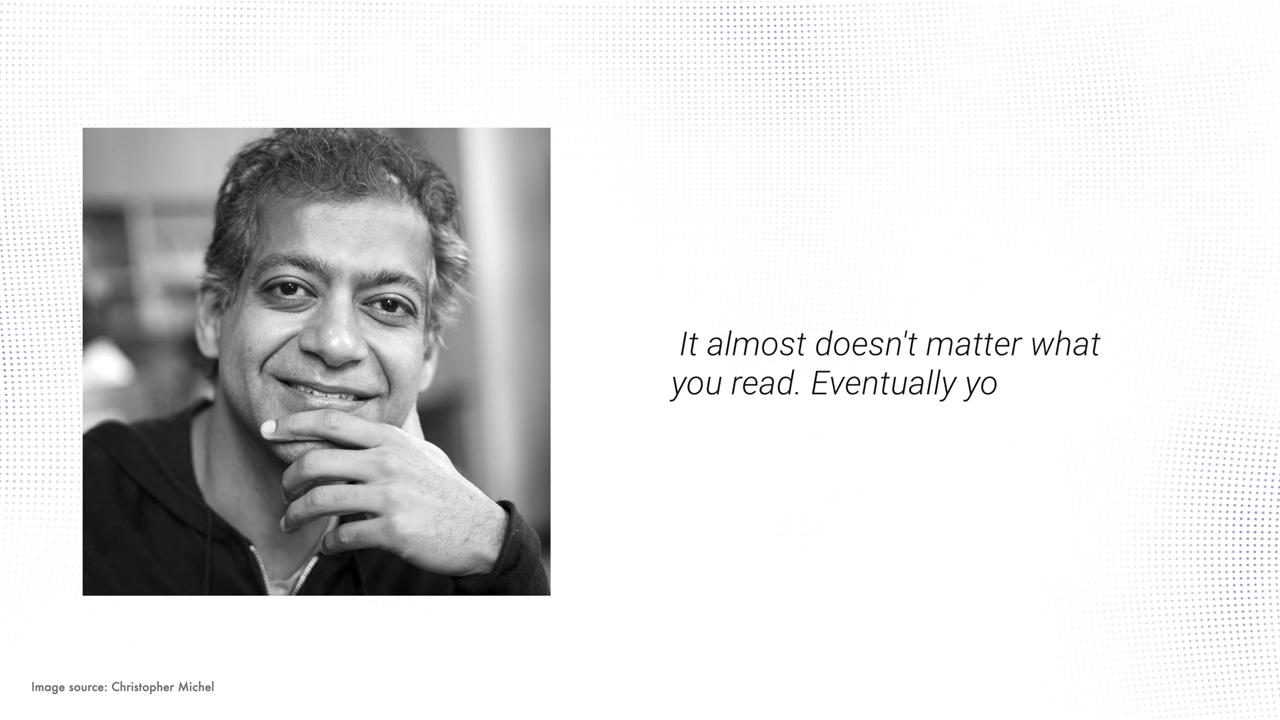 It almost doesn't matter what
you read. Eventually yo
Image source: Christopher Michel